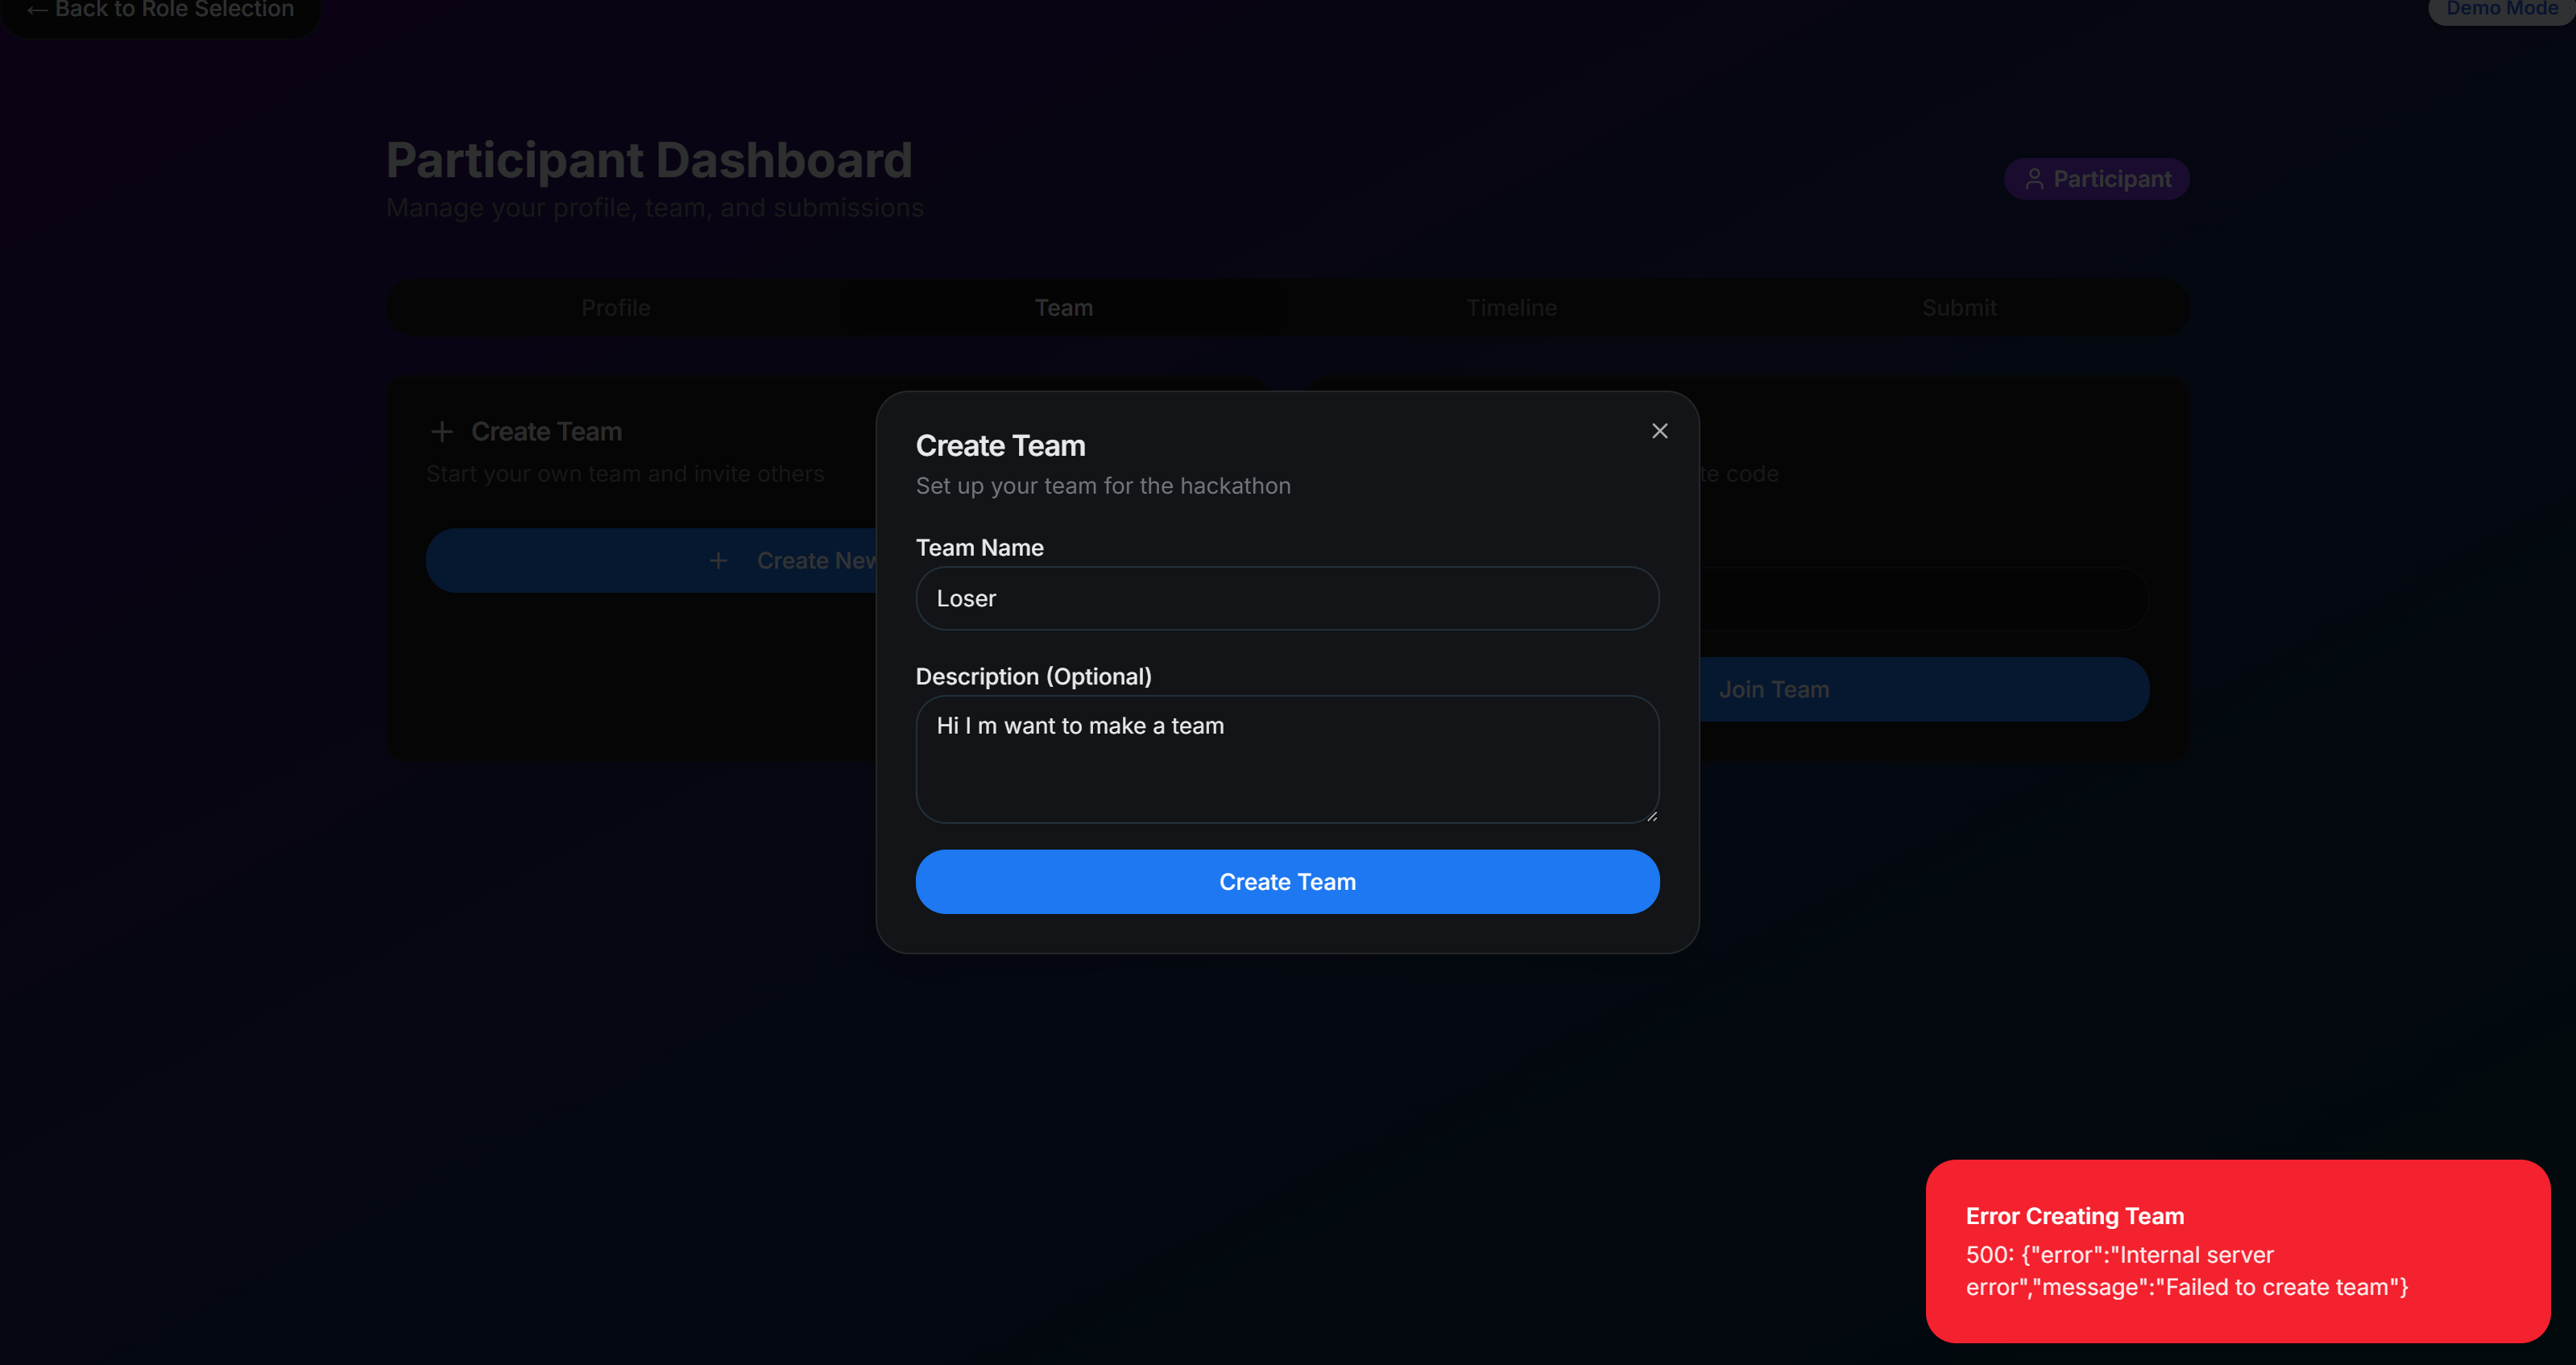 ← Back to Role Selection
Demo Mode
Participant Dashboard
Manage your profile, team, and submissions
Participant
Profile
Team
Timeline
Submit
Create Team
Start your own team and invite others
Create New
te code
Join Team
Create Team
Set up your team for the hackathon
Team Name
Loser
Description (Optional)
Hi I m want to make a team
Create Team
Error Creating Team
500: {"error":"Internal server
error","message":"Failed to create team"}